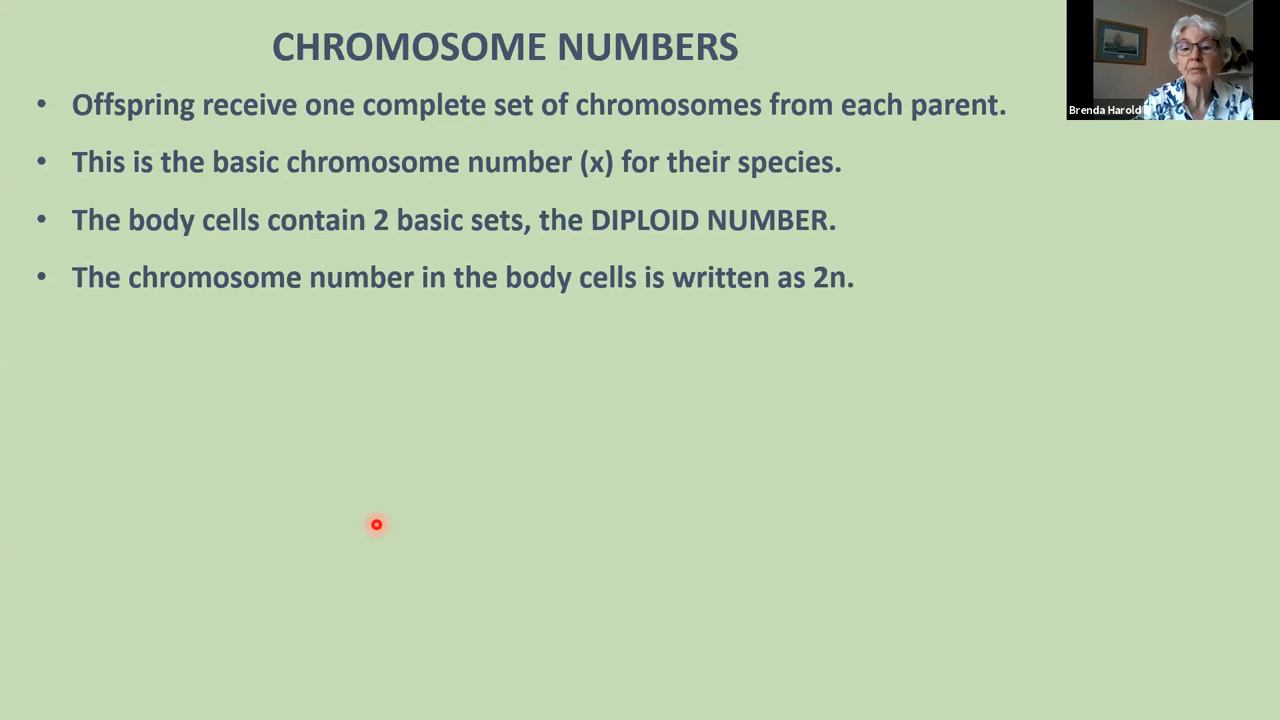 CHROMOSOME NUMBERS
• Offspring receive one complete set of chromosomes from each parent.
• This is the basic chromosome number (x) for their species.
• The body cells contain 2 basic sets, the DIPLOID NUMBER.
• The chromosome number in the body cells is written as 2n.
Brenda Harold